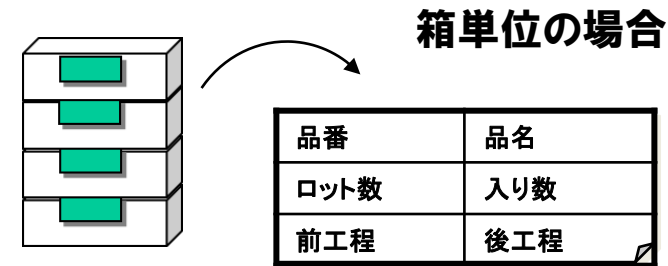 箱単位の場合
品番 品名
ロット数 入り数
前工程 後工程